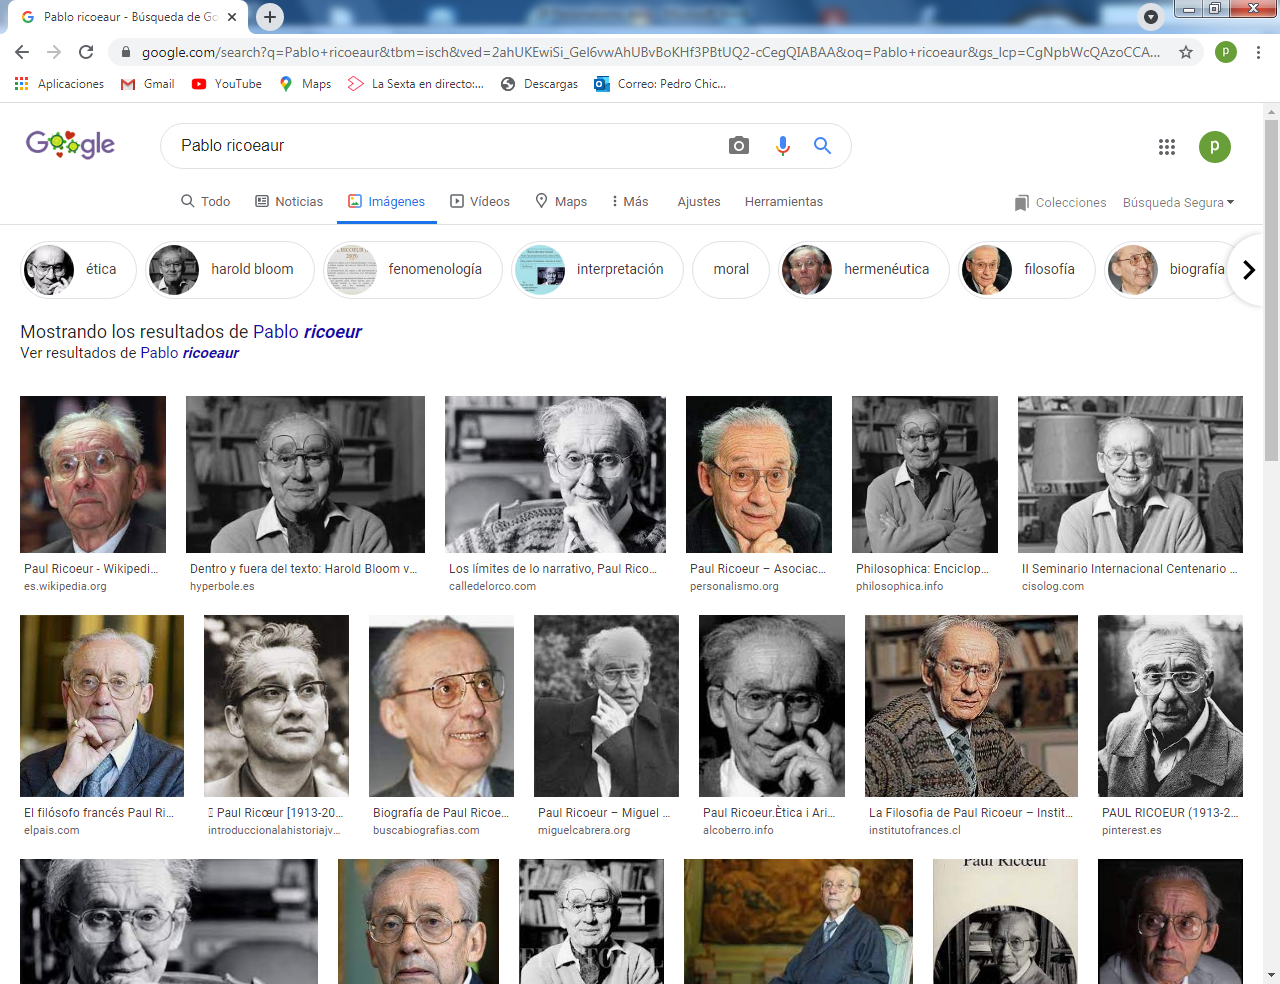 Pablo ricoeaur - Búsqueda de Go
google.com/search?q=Pablo+ricoeaur&tbm=isch&ved=2ahUKEwiSi_Gel6vwAhUBvBoKHf3PBtUQ2-cCegQIABAA&oq=Pablo+ricoeaur&gs_lcp=CgNpbWcQAzoCCA...
p
Aplicaciones Gmail YouTube Maps La Sexta en directo:... Descargas Correo: Pedro Chic...
Google
Pablo ricoeaur
p
Todo Noticias Imágenes Vídeos Maps Más Ajustes Herramientas Colecciones Búsqueda Segura
ética harold bloom fenomenología interpretación moral hermenéutica filosofía biografía
Mostrando los resultados de Pablo ricoeur
Ver resultados de Pablo ricoeaur
Paul Ricoeur - Wikipedi... Dentro y fuera del texto: Harold Bloom v... Los límites de lo narrativo, Paul Rico... Paul Ricoeur – Asociac... Philosophica: Enciclop... II Seminario Internacional Centenario ...
es.wikipedia.org hyperbole.es calledelorco.com personalismo.org philosophica.info cisolog.com
El filósofo francés Paul Ri... Paul Ricœur [1913-20... Biografía de Paul Ricoe... Paul Ricoeur – Miguel ... Paul Ricoeur.Ètica i Ari... La Filosofia de Paul Ricoeur – Instit... PAUL RICOEUR (1913-2...
elpais.com introduccionalahistoriajv... buscabiografias.com miguelcabrera.org alcoberro.info institutofrances.cl pinterest.es
Paul Ricœur